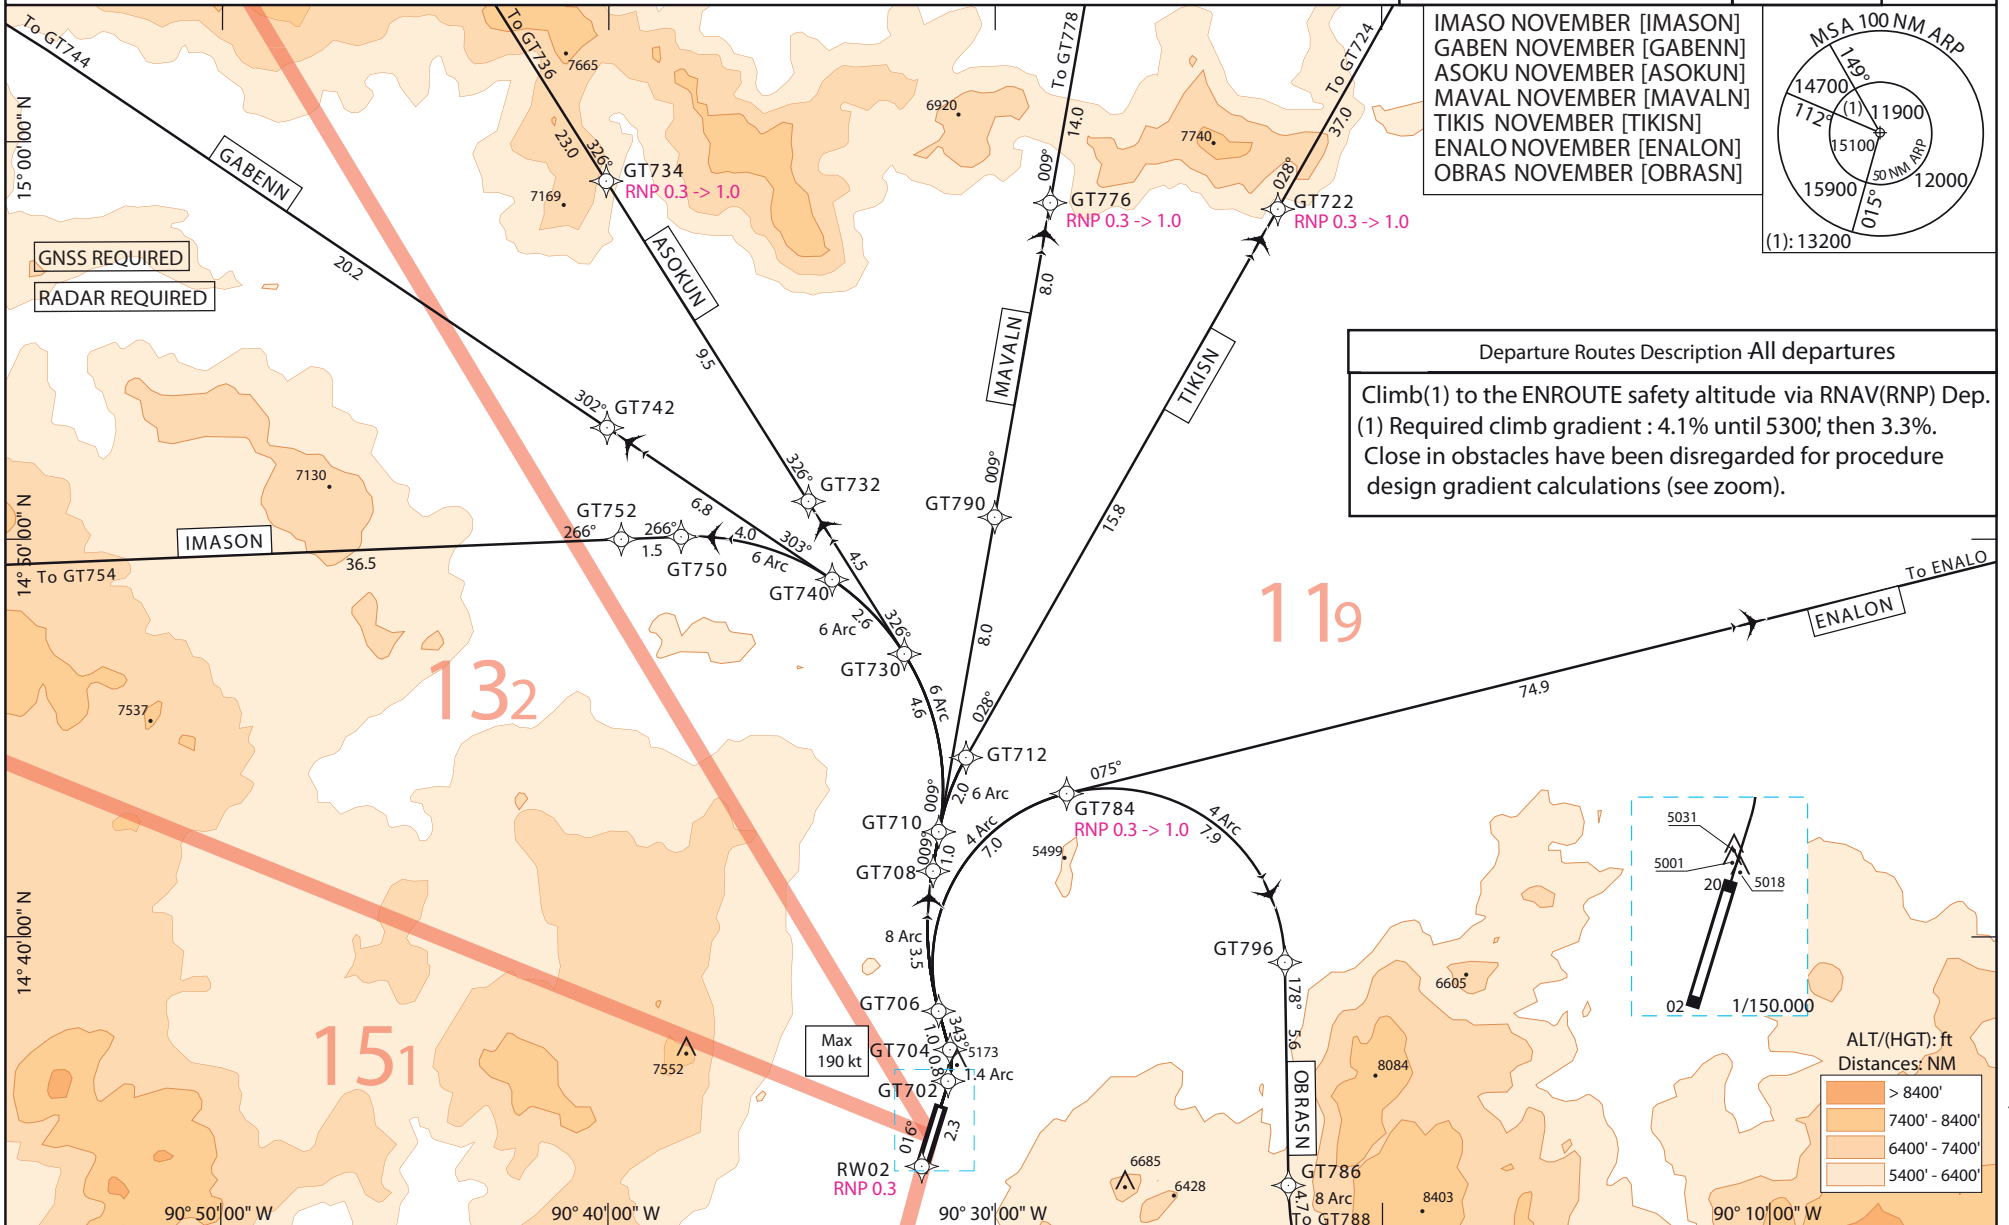 IMASO NOVEMBER [IMASON]
GABEN NOVEMBER [GABENN]
ASOKU NOVEMBER [ASOKUN]
MAVAL NOVEMBER [MAVALN]
TIKIS NOVEMBER [TIKISN]
ENALO NOVEMBER [ENALON]
OBRAS NOVEMBER [OBRASN]
MSA 100 NM ARP
149°
14700
(1)
11900
112°
15100
50 NM ARP
15900
12000
015°
(1): 13200
To GT744
To GT736
To GT778
To GT724
7665
6920
7740
7169
15° 00' 00" N
GABENN
23.0
326°
GT734
RNP 0.3 -> 1.0
009°
14.0
GT776
RNP 0.3 -> 1.0
37.0
028°
GT722
RNP 0.3 -> 1.0
GNSS REQUIRED
RADAR REQUIRED
20.2
ASOKUN
9.5
8.0
MAVALN
TIKISN
Departure Routes Description -All departures
Climb(1) to the ENROUTE safety altitude via RNAV(RNP) Dep.
(1) Required climb gradient : 4.1% until 5300', then 3.3%.
Close in obstacles have been disregarded for procedure
design gradient calculations (see zoom).
302°
GT742
7130
326°
GT732
009°
GT790
15.8
14° 50' 00" N
IMASON
To GT754
36.5
266°
GT752
1.5
266°
GT750
4.0
6 Arc
6.8
303°
GT740
4.5
2.6
6 Arc
326°
GT730
8.0
119
132
151
7537
6 Arc
4.6
028°
GT712
2.0
6 Arc
009°
GT710
009°
1.0
GT708
To ENALO
ENALON
74.9
075°
GT784
RNP 0.3 -> 1.0
4 Arc
7.0
4 Arc
7.9
5499
5031
5001
20
5018
02
1/150.000
8 Arc
3.5
GT796
178°
5.6
6605
14° 40' 00" N
GT706
1.0
343°
Max
190 kt
GT704
0.8
5173
1.4 Arc
GT702
7552
016°
2.3
RW02
RNP 0.3
OBRASN
8084
GT786
4.7
8 Arc
To GT788
6685
6428
8403
ALT/(HGT): ft
Distances: NM
> 8400'
7400' - 8400'
6400' - 7400'
5400' - 6400'
90° 50' 00" W
90° 40' 00" W
90° 30' 00" W
90° 10' 00" W